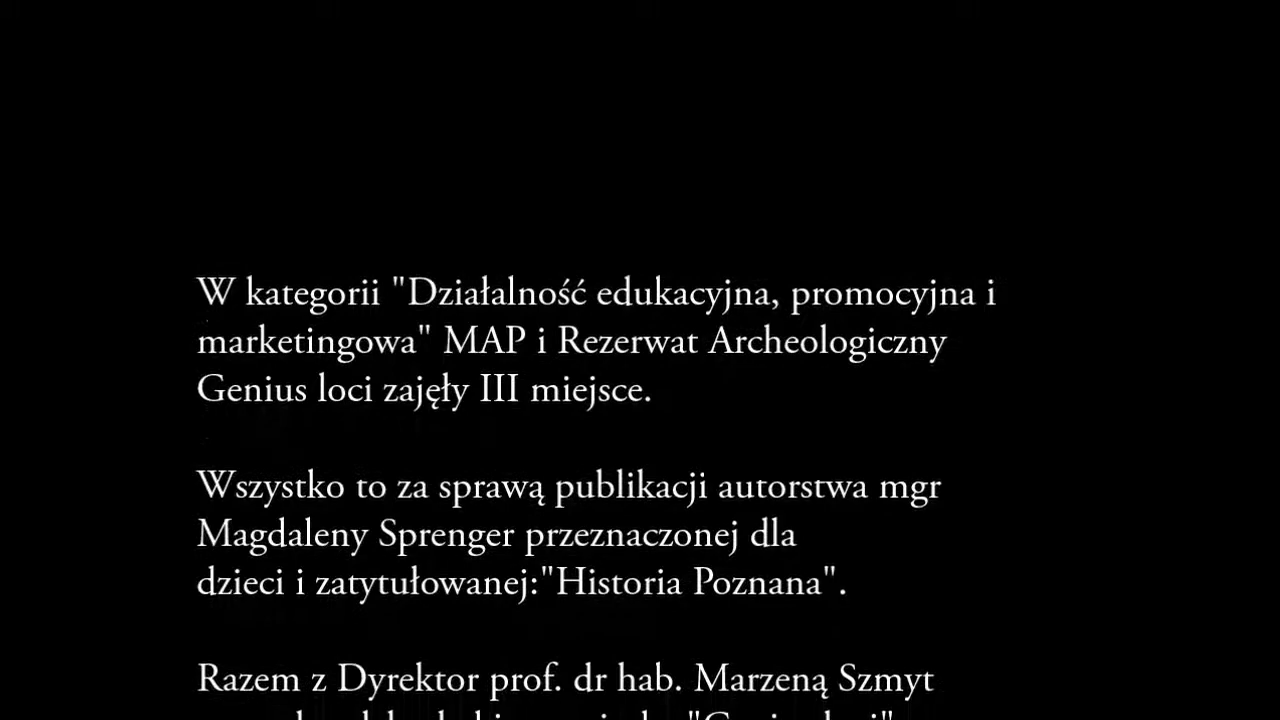 W kategorii "Działalność edukacyjna, promocyjna i
marketingowa" MAP i Rezerwat Archeologiczny
Genius loci zajęły III miejsce.
Wszystko to za sprawą publikacji autorstwa mgr
Magdaleny Sprenger przeznaczonej dla
dzieci i zatytułowanej:"Historia Poznana".
Razem z Dyrektor prof. dr hab. Marzeną Szmyt